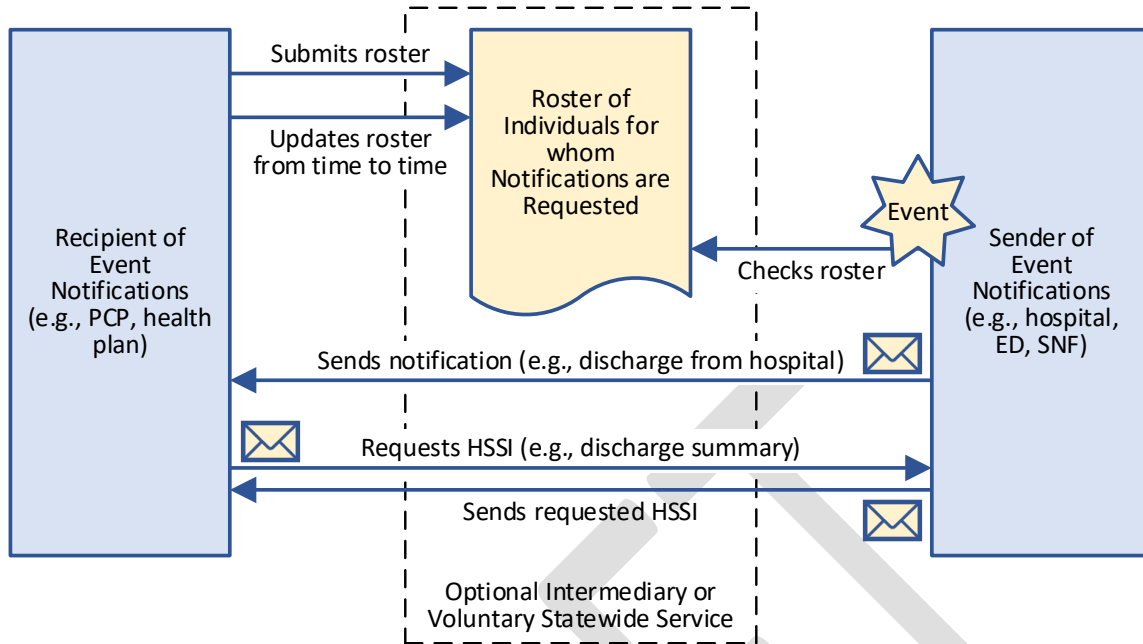 Submits roster
Updates roster
from time to time
Roster of
Individuals for
whom
Notifications are
Requested
Event
Checks roster
Recipient of
Event
Notifications
(e.g., PCP, health
plan)
Sender of
Event
Notifications
(e.g., hospital,
ED, SNF)
Sends notification (e.g., discharge from hospital)
Requests HSSI (e.g., discharge summary)
Sends requested HSSI
Optional Intermediary or
Voluntary Statewide Service